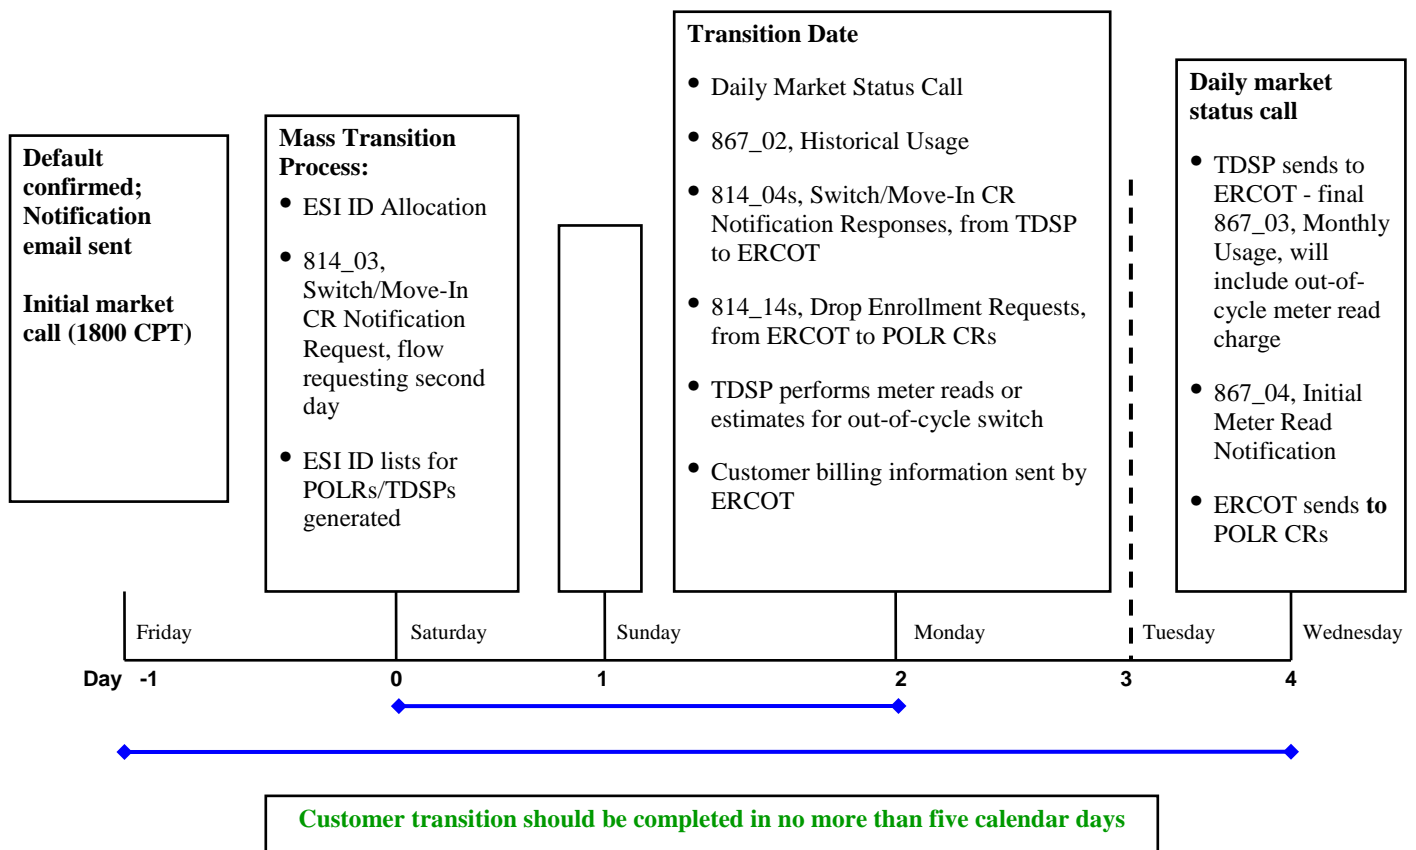 Default
confirmed;
Notification
email sent
Initial market
call (1800 CPT)
Mass Transition
Process:
• ESI ID Allocation
• 814_03,
Switch/Move-In
CR Notification
Request, flow
requesting second
day
• ESI ID lists for
POLRs/TDSPs
generated
Transition Date
• Daily Market Status Call
• 867_02, Historical Usage
• 814_04s, Switch/Move-In CR
Notification Responses, from TDSP
to ERCOT
• 814_14s, Drop Enrollment Requests,
from ERCOT to POLR CRs
• TDSP performs meter reads or
estimates for out-of-cycle switch
• Customer billing information sent by
ERCOT
Daily market
status call
• TDSP sends to
ERCOT - final
867_03, Monthly
Usage, will
include out-of-
cycle meter read
charge
• 867_04, Initial
Meter Read
Notification
• ERCOT sends to
POLR CRs
Friday Saturday Sunday Monday Tuesday Wednesday
Day -1 0 1 2 3 4
Customer transition should be completed in no more than five calendar days